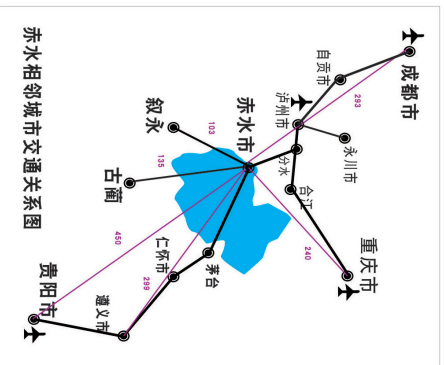 赤水相邻城市交通关系图
成都市
自贡市
293
泸州市
永川市
赤水市
分水
合江
叙永
103
135
古蔺
重庆市
240
茅台
仁怀市
450
299
遵义市
贵阳市